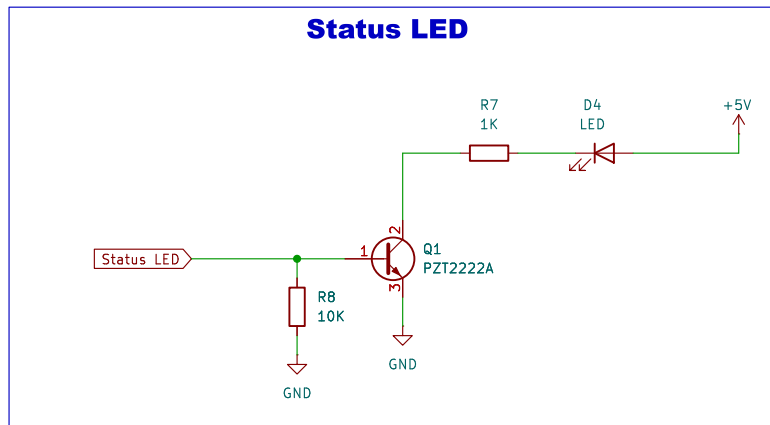 Status LED
R7
1K
D4
LED
+5V
2
1
Q1
PZT2222A
3
Status LED
R8
10K
GND
GND